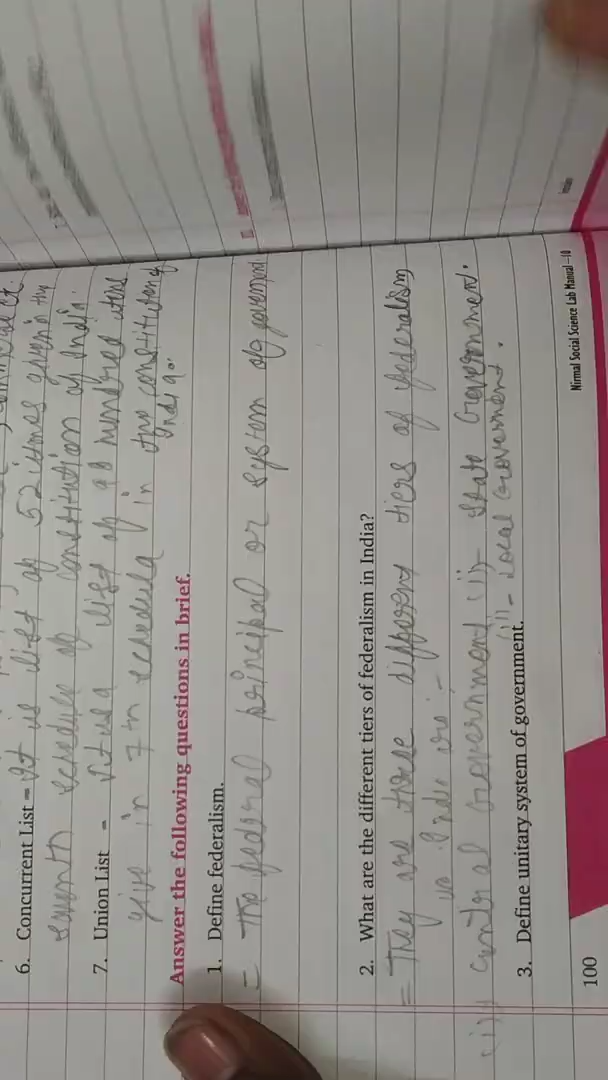 6. Concurrent List - It is list of 52 items given in the
seventh schedule of constitution of India.
7. Union List - It is a list of 98 hundred items
give in 7 th schedule in the constitution of
India.
Answer the following questions in brief.
1. Define federalism.
= The federal principal or system of government.
2. What are the different tiers of federalism in India?
= They are three different tiers of federalism
in India are :-
(i) Central Government (ii)- State Government.
(iii)- Local Government.
3. Define unitary system of government.
100
Nirmal Social Science Lab Manual–10